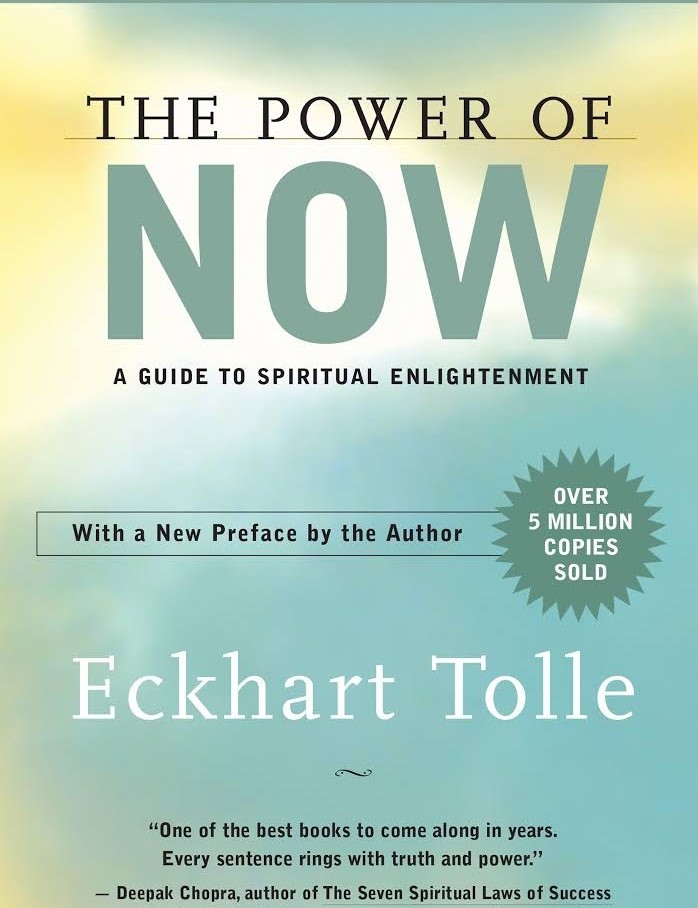 THE POWER OF
NOW
A GUIDE TO SPIRITUAL ENLIGHTENMENT
With a New Preface by the Author
OVER
5 MILLION
COPIES
SOLD
Eckhart Tolle
“One of the best books to come along in years.
Every sentence rings with truth and power.”
— Deepak Chopra, author of The Seven Spiritual Laws of Success